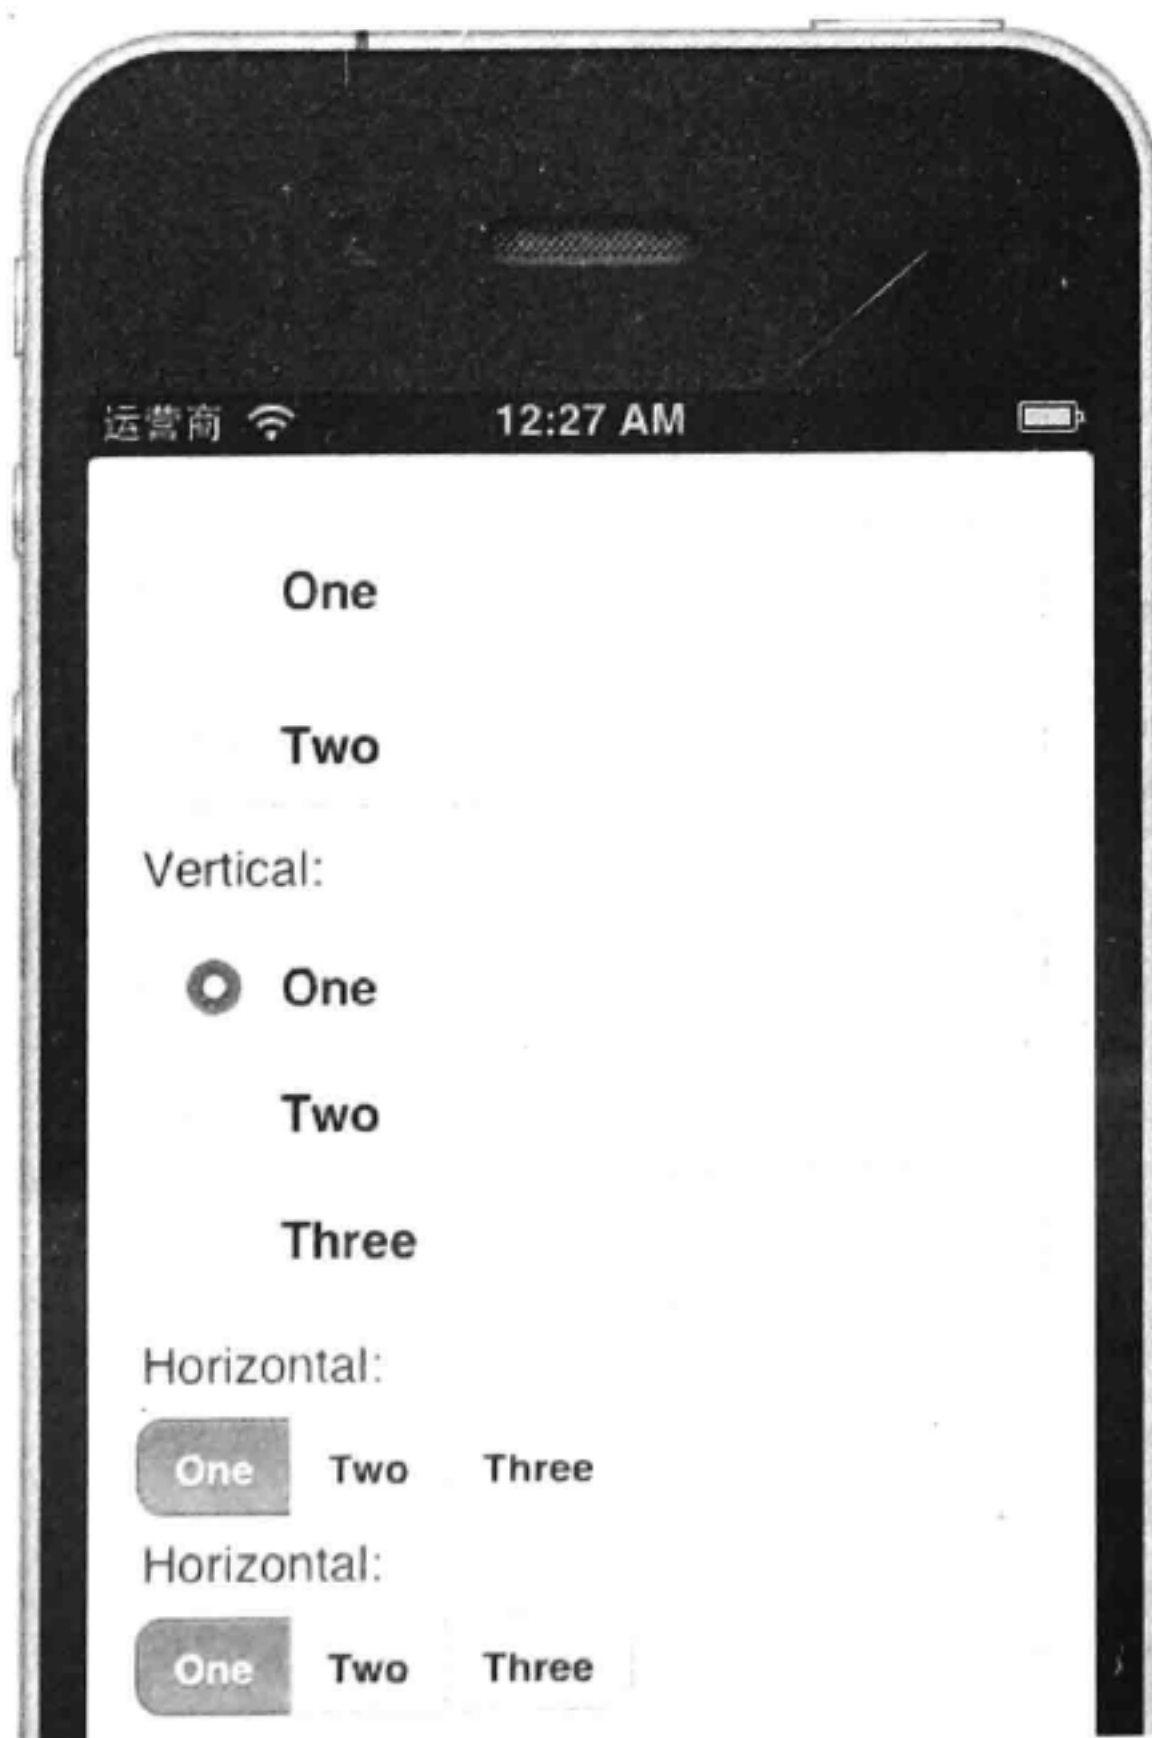 运营商 12:27 AM
One
Two
Vertical:
One
Two
Three
Horizontal:
One Two Three
Horizontal:
One Two Three